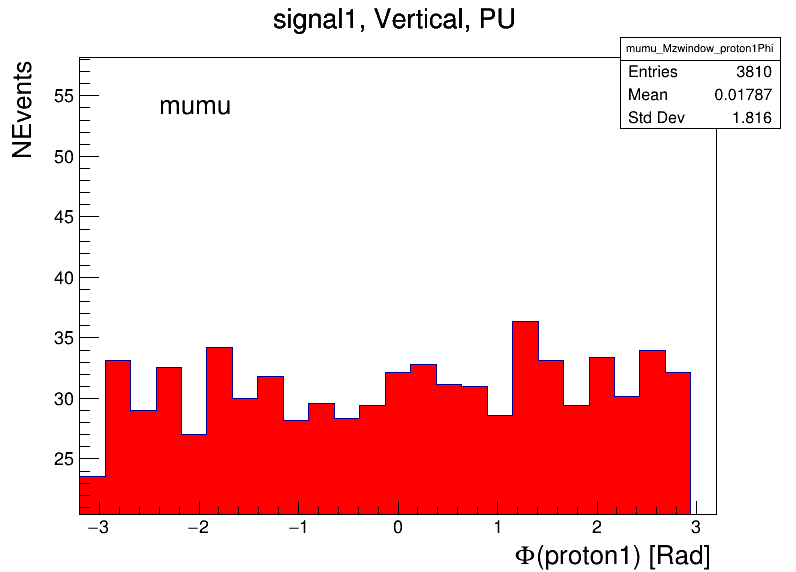 signal1, Vertical, PU
mumu_Mzwindow_proton1Phi
Entries 3810
Mean 0.01787
Std Dev 1.816
NEvents
mumu
55
50
45
40
35
30
25
−3 −2 −1 0 1 2 3
Φ(proton1) [Rad]